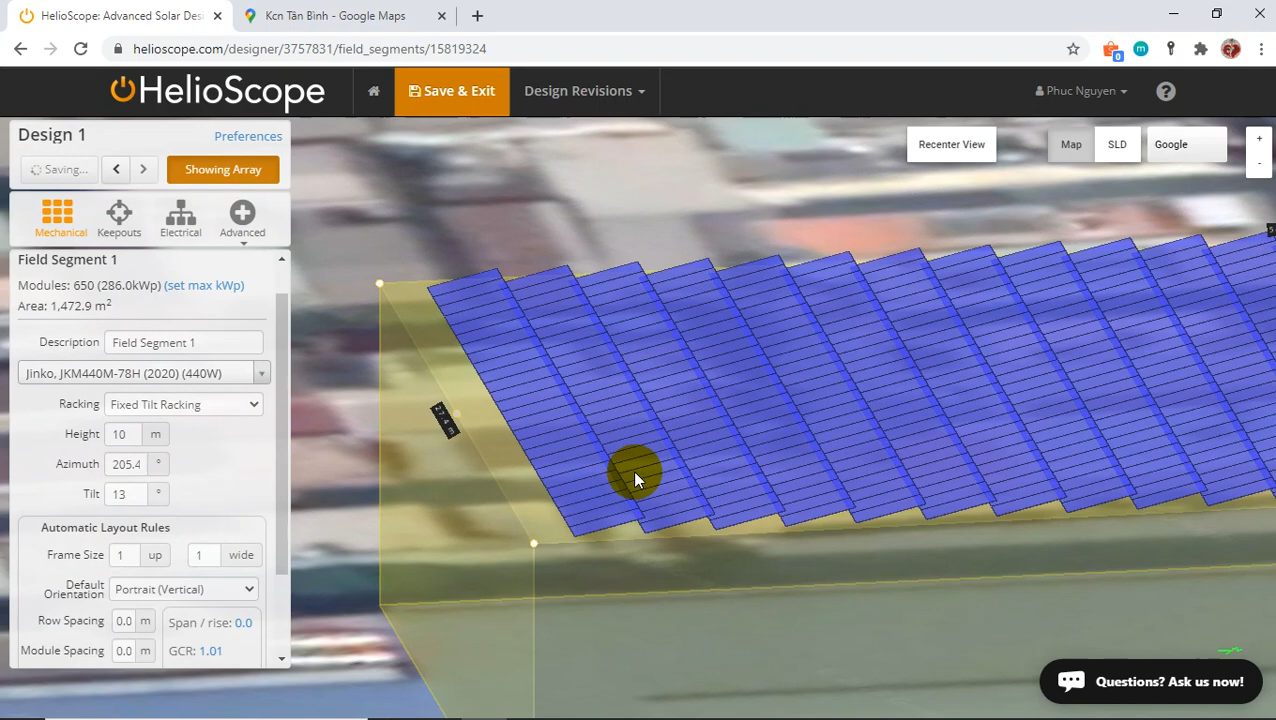 HelioScope: Advanced Solar Des
Kcn Tân Bình - Google Maps
helioscope.com/designer/3757831/field_segments/15819324
0
m
HelioScope
Save & Exit
Design Revisions
Phuc Nguyen
?
Design 1
Preferences
Saving...
Showing Array
Recenter View
Map
SLD
Google
+
-
Mechanical
Keepouts
Electrical
Advanced
Field Segment 1
Modules: 650 (286.0kWp) (set max kWp)
Area: 1,472.9 m²
Description
Field Segment 1
Jinko, JKM440M-78H (2020) (440W)
Racking
Fixed Tilt Racking
Height
10
m
Azimuth
205.4
°
Tilt
13
°
Automatic Layout Rules
Frame Size
1
up
1
wide
Default
Orientation
Portrait (Vertical)
Row Spacing
0.0
m
Span / rise: 0.0
Module Spacing
0.0
m
GCR: 1.01
27.4 m
5
Questions? Ask us now!